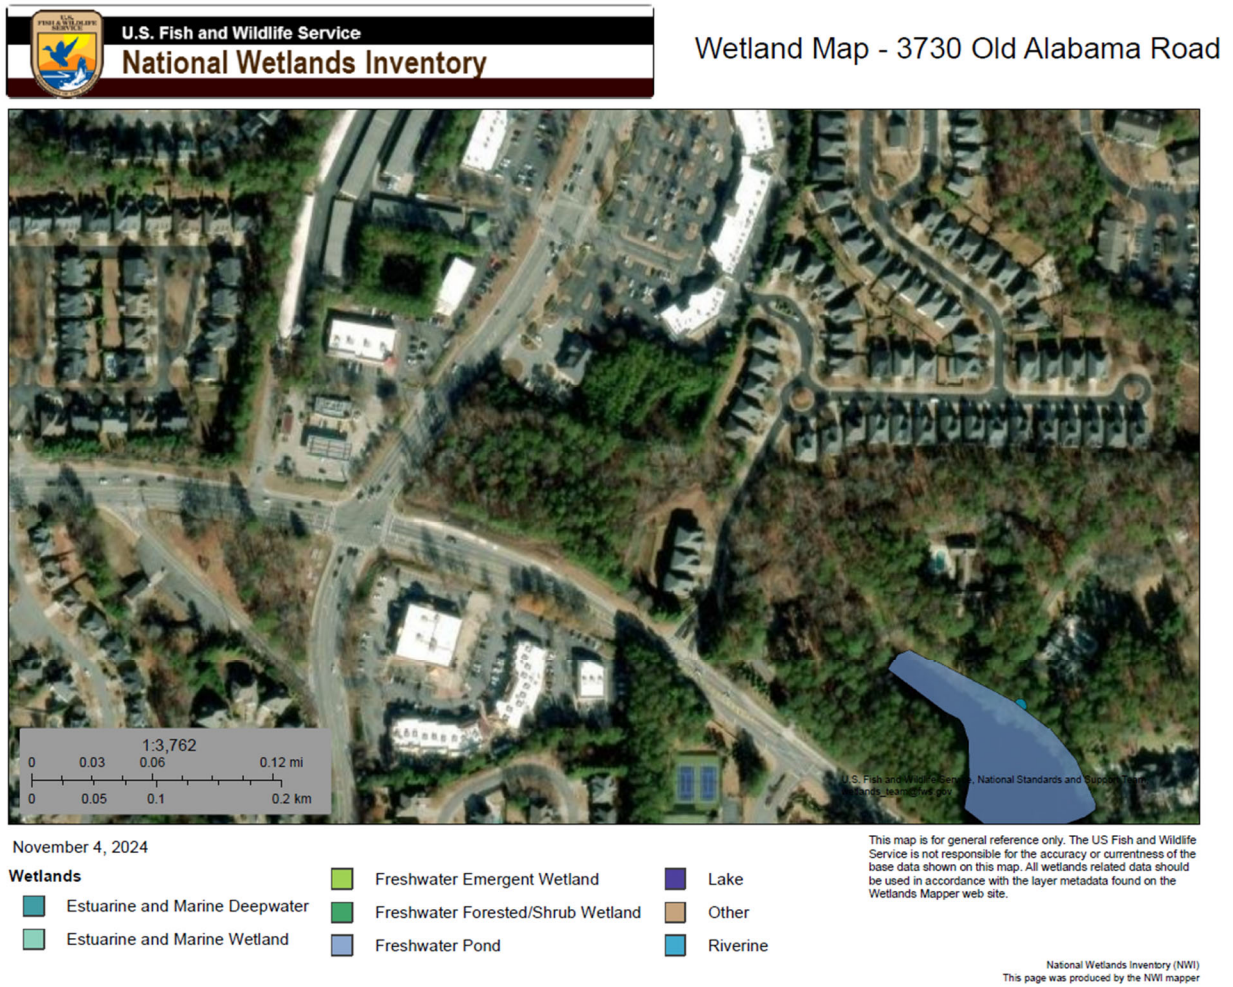 U.S.
FISH & WILDLIFE
SERVICE
U.S. Fish and Wildlife Service
National Wetlands Inventory
Wetland Map - 3730 Old Alabama Road
1:3,762
0 0.03 0.06 0.12 mi
0 0.05 0.1 0.2 km
U.S. Fish and Wildlife Service, National Standards and Support Team
wetlands_team@fws.gov
November 4, 2024
Wetlands
Estuarine and Marine Deepwater
Estuarine and Marine Wetland
Freshwater Emergent Wetland
Freshwater Forested/Shrub Wetland
Freshwater Pond
Lake
Other
Riverine
This map is for general reference only. The US Fish and Wildlife
Service is not responsible for the accuracy or currentness of the
base data shown on this map. All wetlands related data should
be used in accordance with the layer metadata found on the
Wetlands Mapper web site.
National Wetlands Inventory (NWI)
This page was produced by the NWI mapper